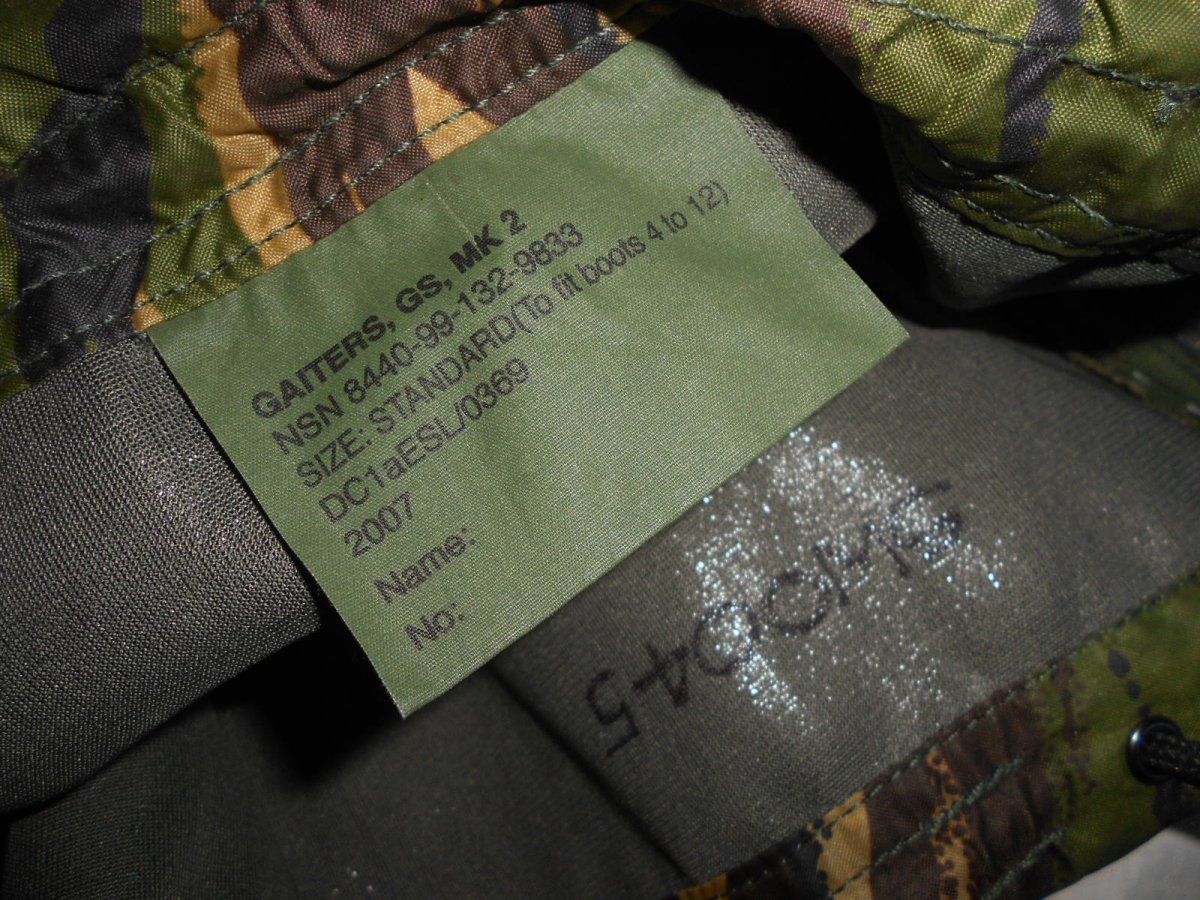 GAITERS, GS, MK 2
NSN 8440-99-132-9833
SIZE: STANDARD(To fit boots 4 to 12)
DC1aESL/0369
2007
Name:
No: